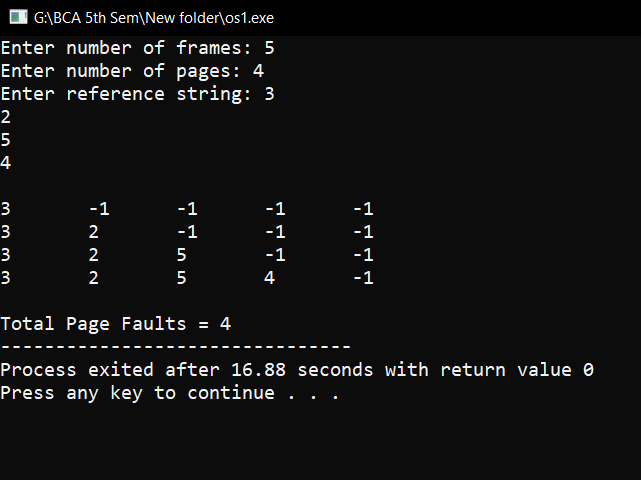 G:\BCA 5th Sem\New folder\os1.exe
Enter number of frames: 5
Enter number of pages: 4
Enter reference string: 3
2
5
4
3 -1 -1 -1 -1
3 2 -1 -1 -1
3 2 5 -1 -1
3 2 5 4 -1
Total Page Faults = 4
--------------------------------
Process exited after 16.88 seconds with return value 0
Press any key to continue . . .